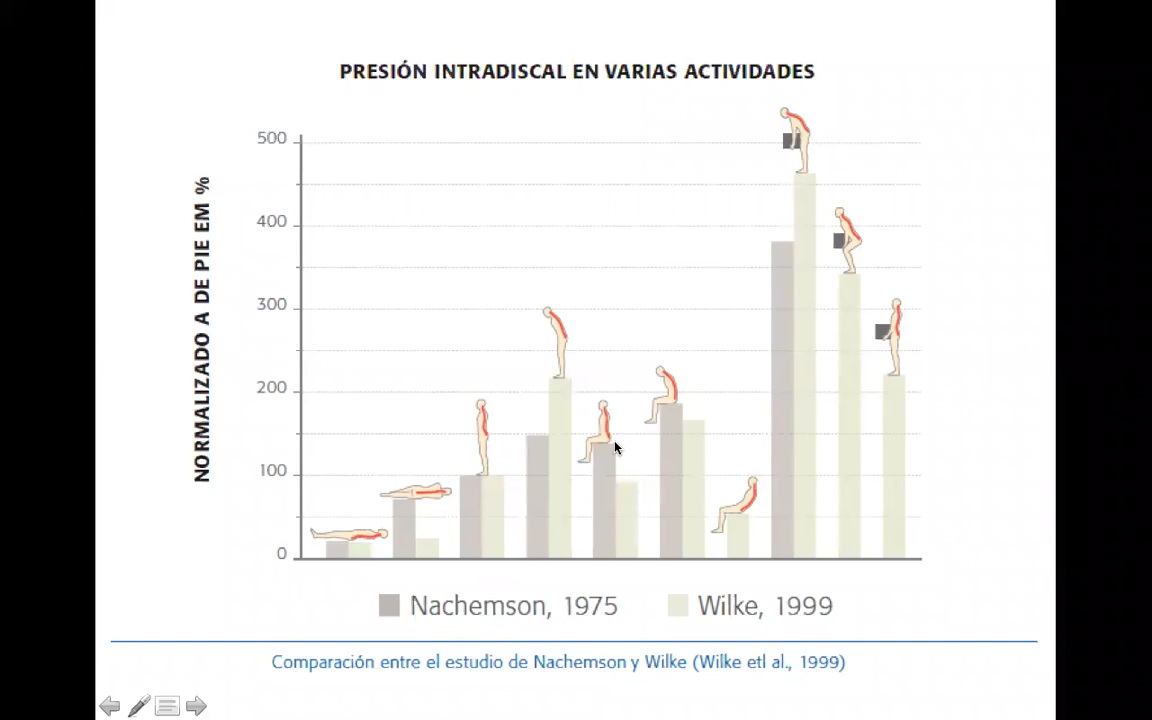 PRESIÓN INTRADISCAL EN VARIAS ACTIVIDADES
NORMALIZADO A DE PIE EM %
500
400
300
200
100
0
Nachemson, 1975
Wilke, 1999
Comparación entre el estudio de Nachemson y Wilke (Wilke etl al., 1999)